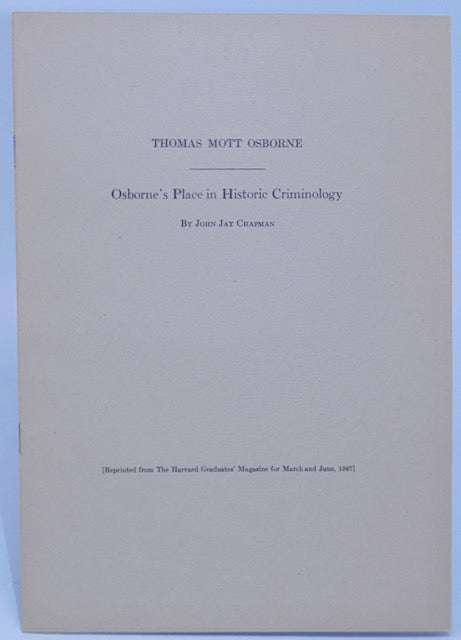 THOMAS MOTT OSBORNE
Osborne's Place in Historic Criminology
By John Jay Chapman
[Reprinted from The Harvard Graduates' Magazine for March and June, 1927]